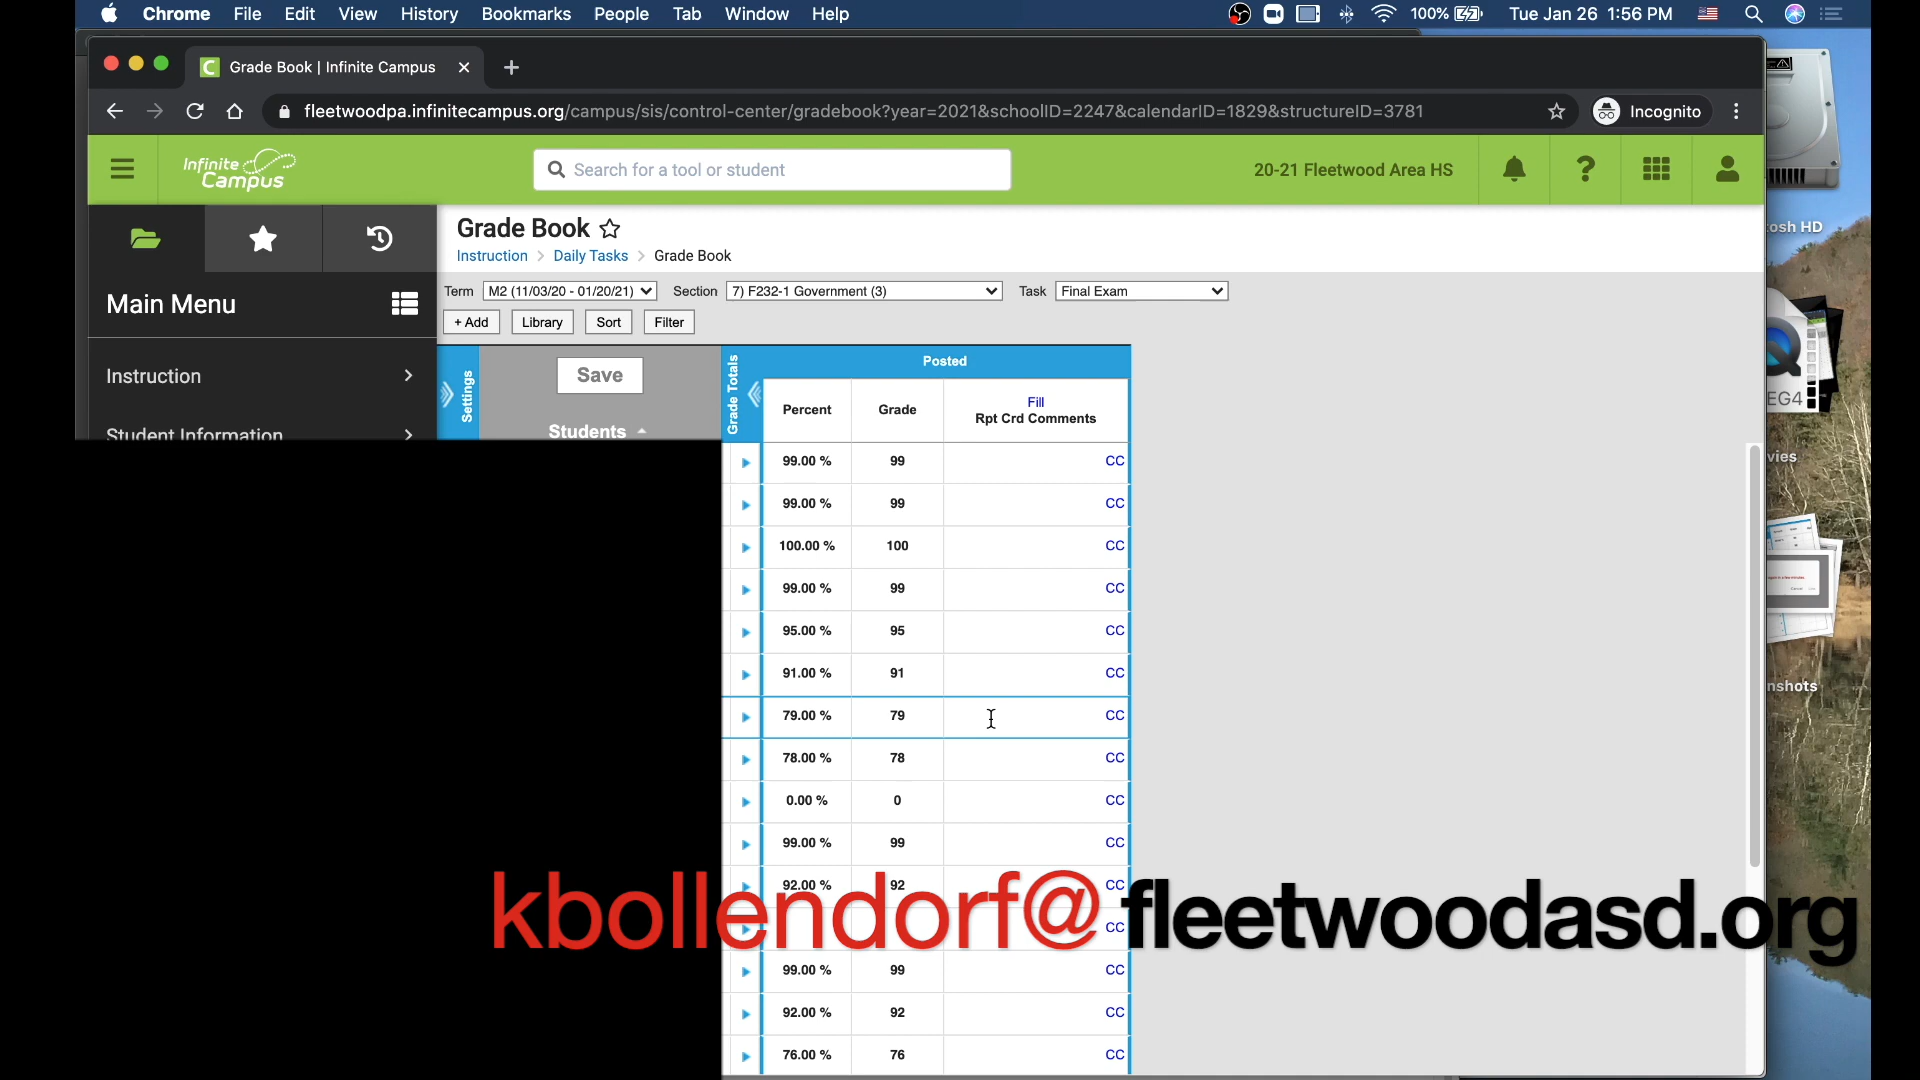 Chrome File Edit View History Bookmarks People Tab Window Help 100% Tue Jan 26 1:56 PM
Grade Book | Infinite Campus
fleetwoodpa.infinitecampus.org/campus/sis/control-center/gradebook?year=2021&schoolID=2247&calendarID=1829&structureID=3781 Incognito
Infinite Campus Search for a tool or student 20-21 Fleetwood Area HS
Grade Book
Instruction > Daily Tasks > Grade Book
Main Menu
Instruction
Student Information
Term M2 (11/03/20 - 01/20/21) Section 7) F232-1 Government (3) Task Final Exam
+ Add Library Sort Filter
Settings
Save
Students
Grade Totals
Posted
Percent Grade Fill
Rpt Crd Comments
99.00 % 99 CC
99.00 % 99 CC
100.00 % 100 CC
99.00 % 99 CC
95.00 % 95 CC
91.00 % 91 CC
79.00 % 79 CC
78.00 % 78 CC
0.00 % 0 CC
99.00 % 99 CC
92.00 % 92 CC
CC
kbollendorf@fleetwoodasd.org
99.00 % 99 CC
92.00 % 92 CC
76.00 % 76 CC
osh HD
EG4
vies
nshots